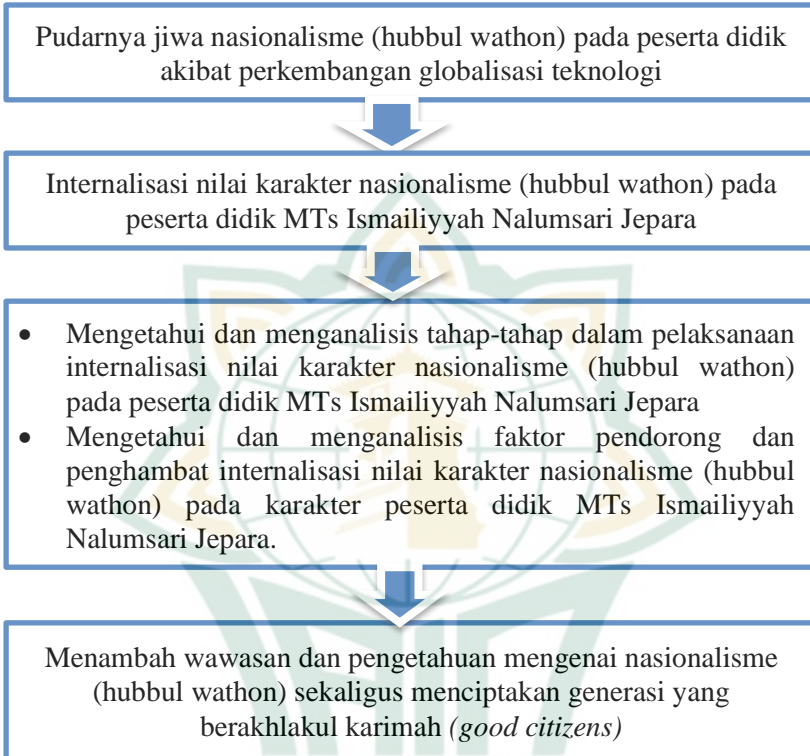 Pudarnya jiwa nasionalisme (hubbul wathon) pada peserta didik
akibat perkembangan globalisasi teknologi
Internalisasi nilai karakter nasionalisme (hubbul wathon) pada
peserta didik MTs Ismailiyyah Nalumsari Jepara
• Mengetahui dan menganalisis tahap-tahap dalam pelaksanaan
internalisasi nilai karakter nasionalisme (hubbul wathon)
pada peserta didik MTs Ismailiyyah Nalumsari Jepara
• Mengetahui dan menganalisis faktor pendorong dan
penghambat internalisasi nilai karakter nasionalisme (hubbul
wathon) pada karakter peserta didik MTs Ismailiyyah
Nalumsari Jepara.
Menambah wawasan dan pengetahuan mengenai nasionalisme
(hubbul wathon) sekaligus menciptakan generasi yang
berakhlakul karimah (good citizens)